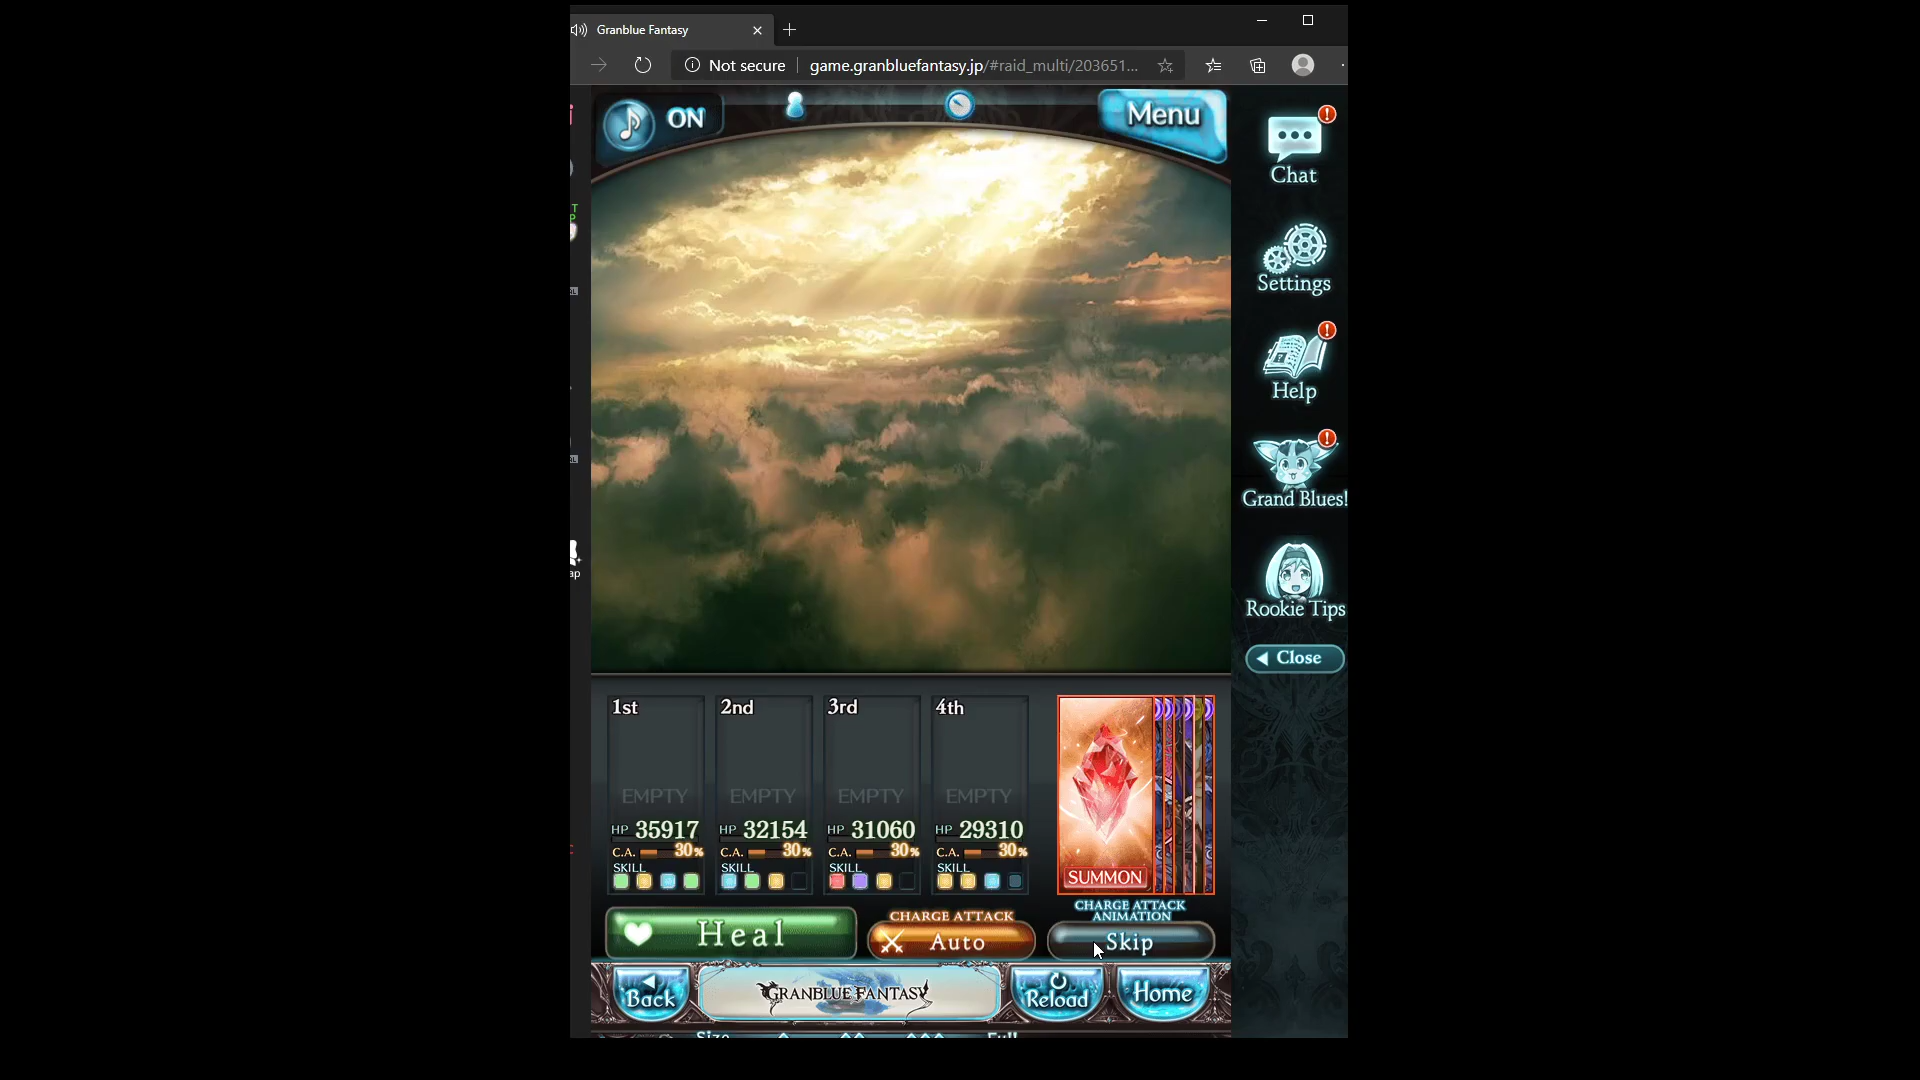 Granblue Fantasy
Not secure game.granbluefantasy.jp/#raid_multi/203651...
ON
Menu
Chat
Settings
Help
Grand Blues!
Rookie Tips
Close
1st 2nd 3rd 4th
EMPTY EMPTY EMPTY EMPTY
HP 35917 HP 32154 HP 31060 HP 29310
C.A. 30% C.A. 30% C.A. 30% C.A. 30%
SKILL SKILL SKILL SKILL
SUMMON
CHARGE ATTACK
CHARGE ATTACK
ANIMATION
Heal
Auto
Skip
Back
GRANBLUE FANTASY
Reload
Home